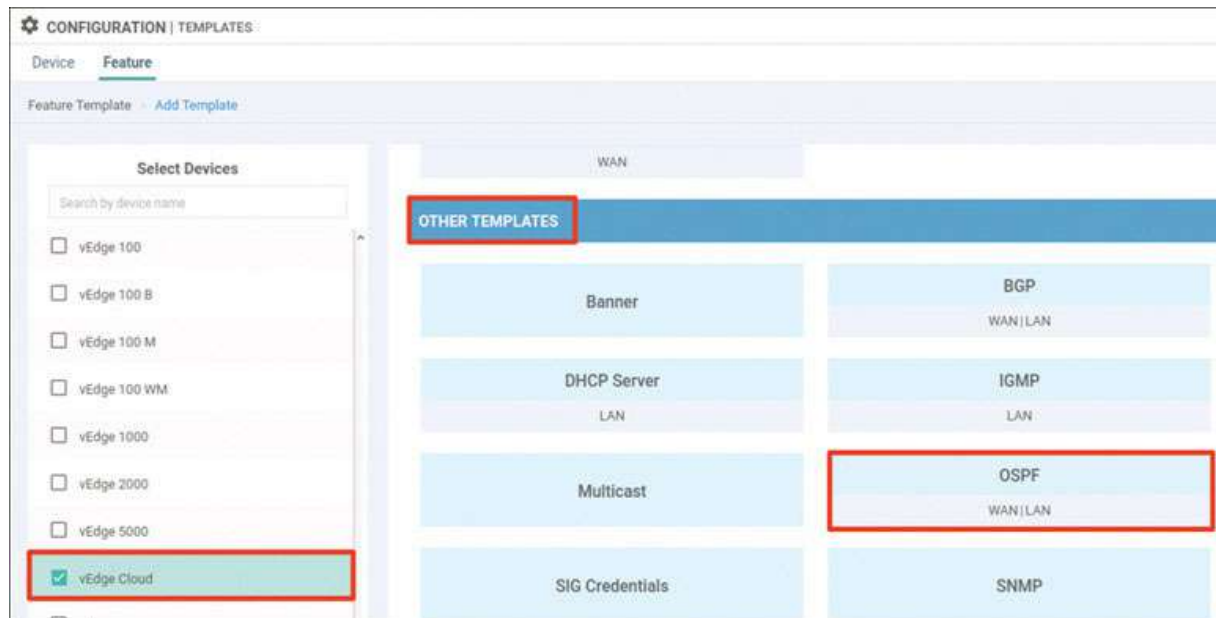 CONFIGURATION | TEMPLATES
Device Feature
Feature Template Add Template
Select Devices
Search by device name
vEdge 100
vEdge 100 B
vEdge 100 M
vEdge 100 WM
vEdge 1000
vEdge 2000
vEdge 5000
vEdge Cloud
WAN
OTHER TEMPLATES
Banner
BGP
WAN|LAN
DHCP Server
LAN
IGMP
LAN
Multicast
OSPF
WAN|LAN
SIG Credentials
SNMP